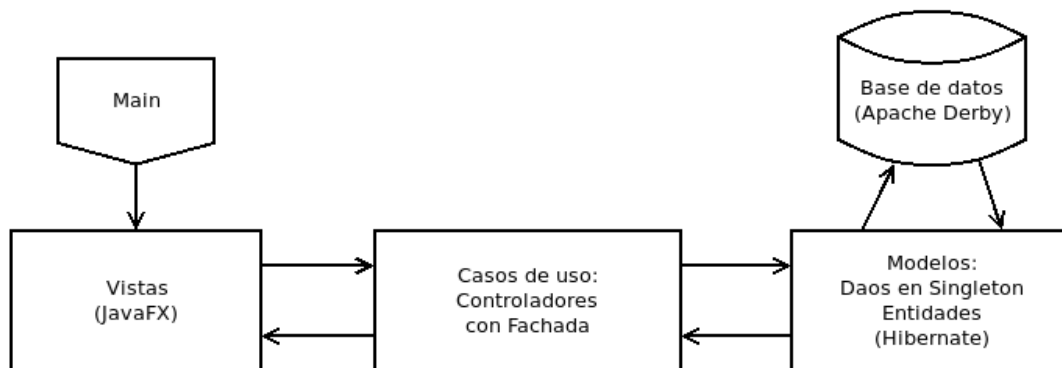 Main
Base de datos
(Apache Derby)
Vistas
(JavaFX)
Casos de uso:
Controladores
con Fachada
Modelos:
Daos en Singleton
Entidades
(Hibernate)